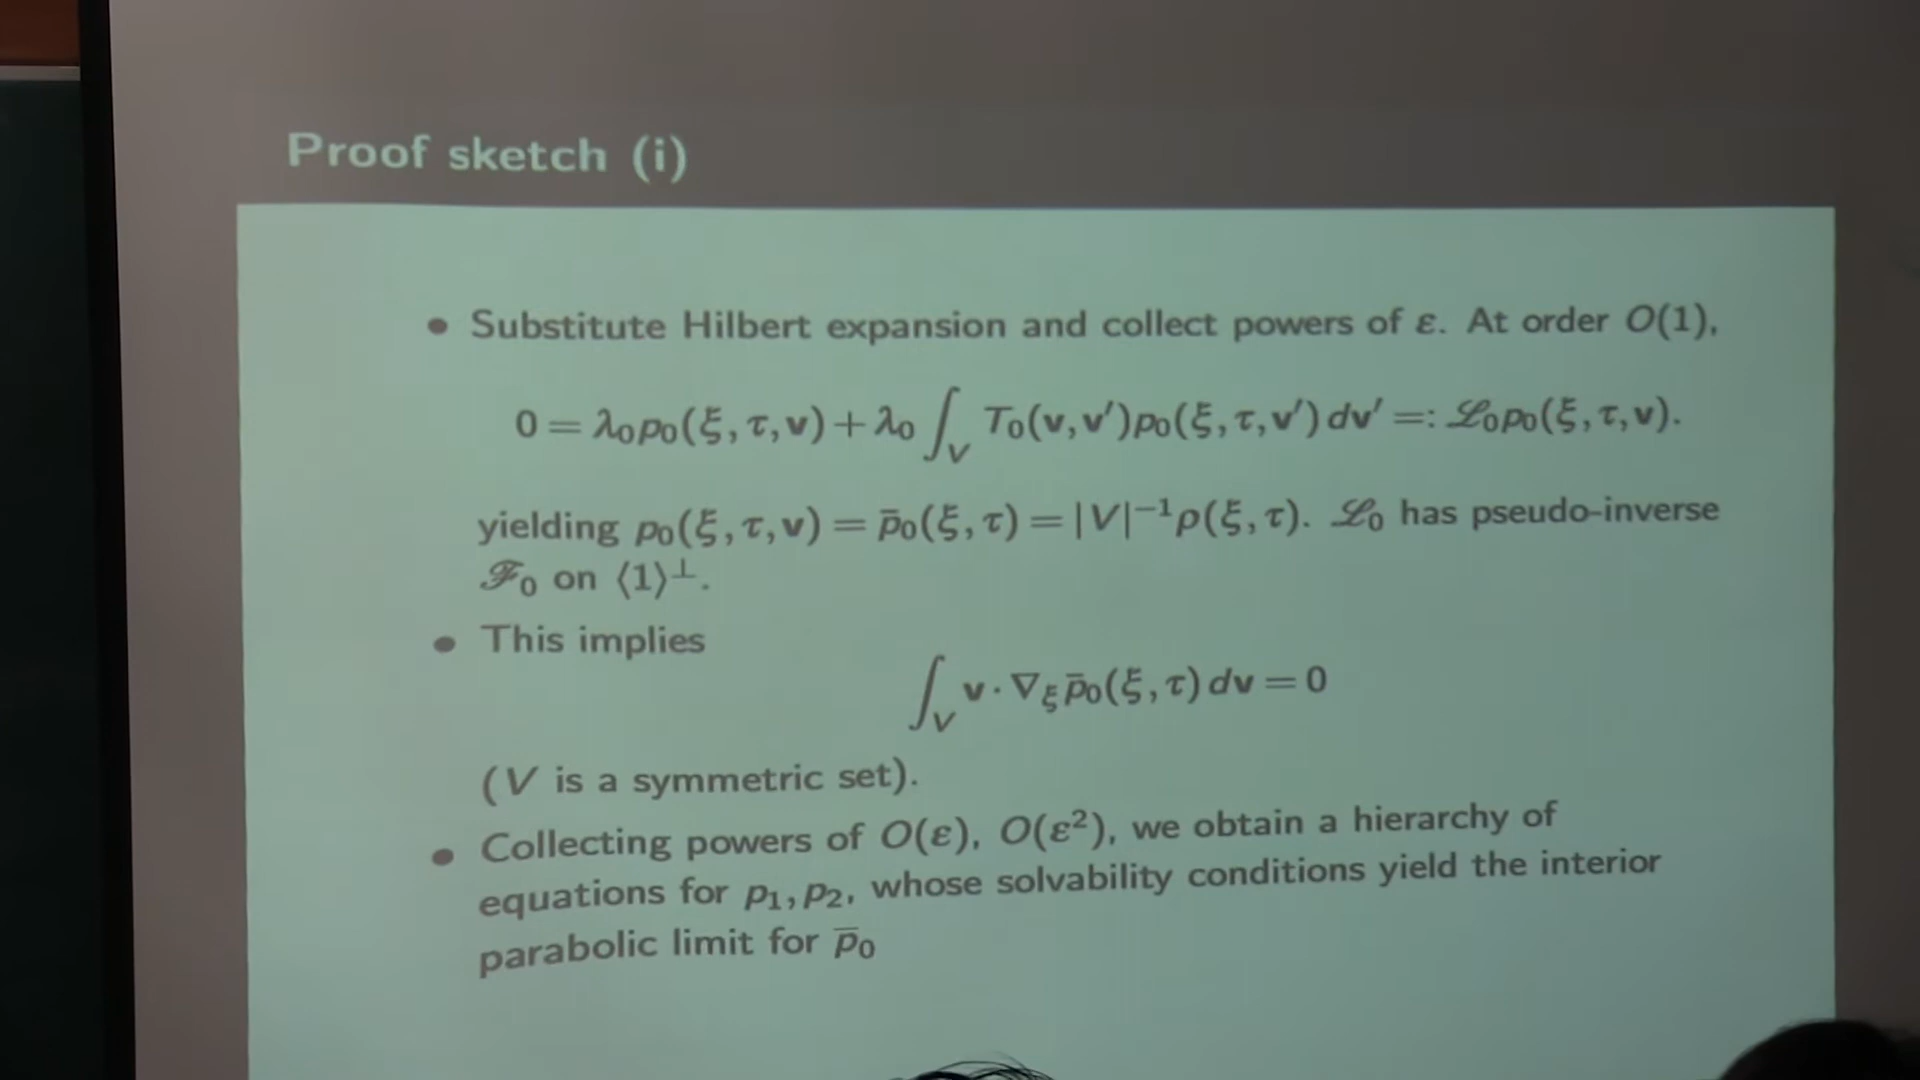 Proof sketch (i)
• Substitute Hilbert expansion and collect powers of ε. At order O(1),
0 = λ₀p₀(ξ, τ, v) + λ₀ ∫_V T₀(v, v′)p₀(ξ, τ, v′) dv′ =: ℒ₀p₀(ξ, τ, v).
yielding p₀(ξ, τ, v) = p̄₀(ξ, τ) = |V|⁻¹ρ(ξ, τ). ℒ₀ has pseudo-inverse
ℱ₀ on ⟨1⟩^⊥.
• This implies
∫_V v · ∇_ξ p̄₀(ξ, τ) dv = 0
(V is a symmetric set).
• Collecting powers of O(ε), O(ε²), we obtain a hierarchy of
equations for p₁, p₂, whose solvability conditions yield the interior
parabolic limit for p̄₀